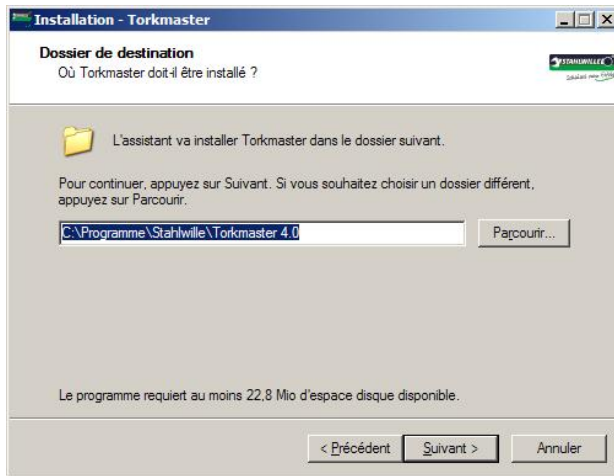 Installation - Torkmaster
Dossier de destination
Où Torkmaster doit-il être installé ?
STAHLWILLE
L'assistant va installer Torkmaster dans le dossier suivant.
Pour continuer, appuyez sur Suivant. Si vous souhaitez choisir un dossier différent,
appuyez sur Parcourir.
C:\Programme\Stahlwille\Torkmaster 4.0
Parcourir...
Le programme requiert au moins 22,8 Mio d'espace disque disponible.
< Précédent
Suivant >
Annuler